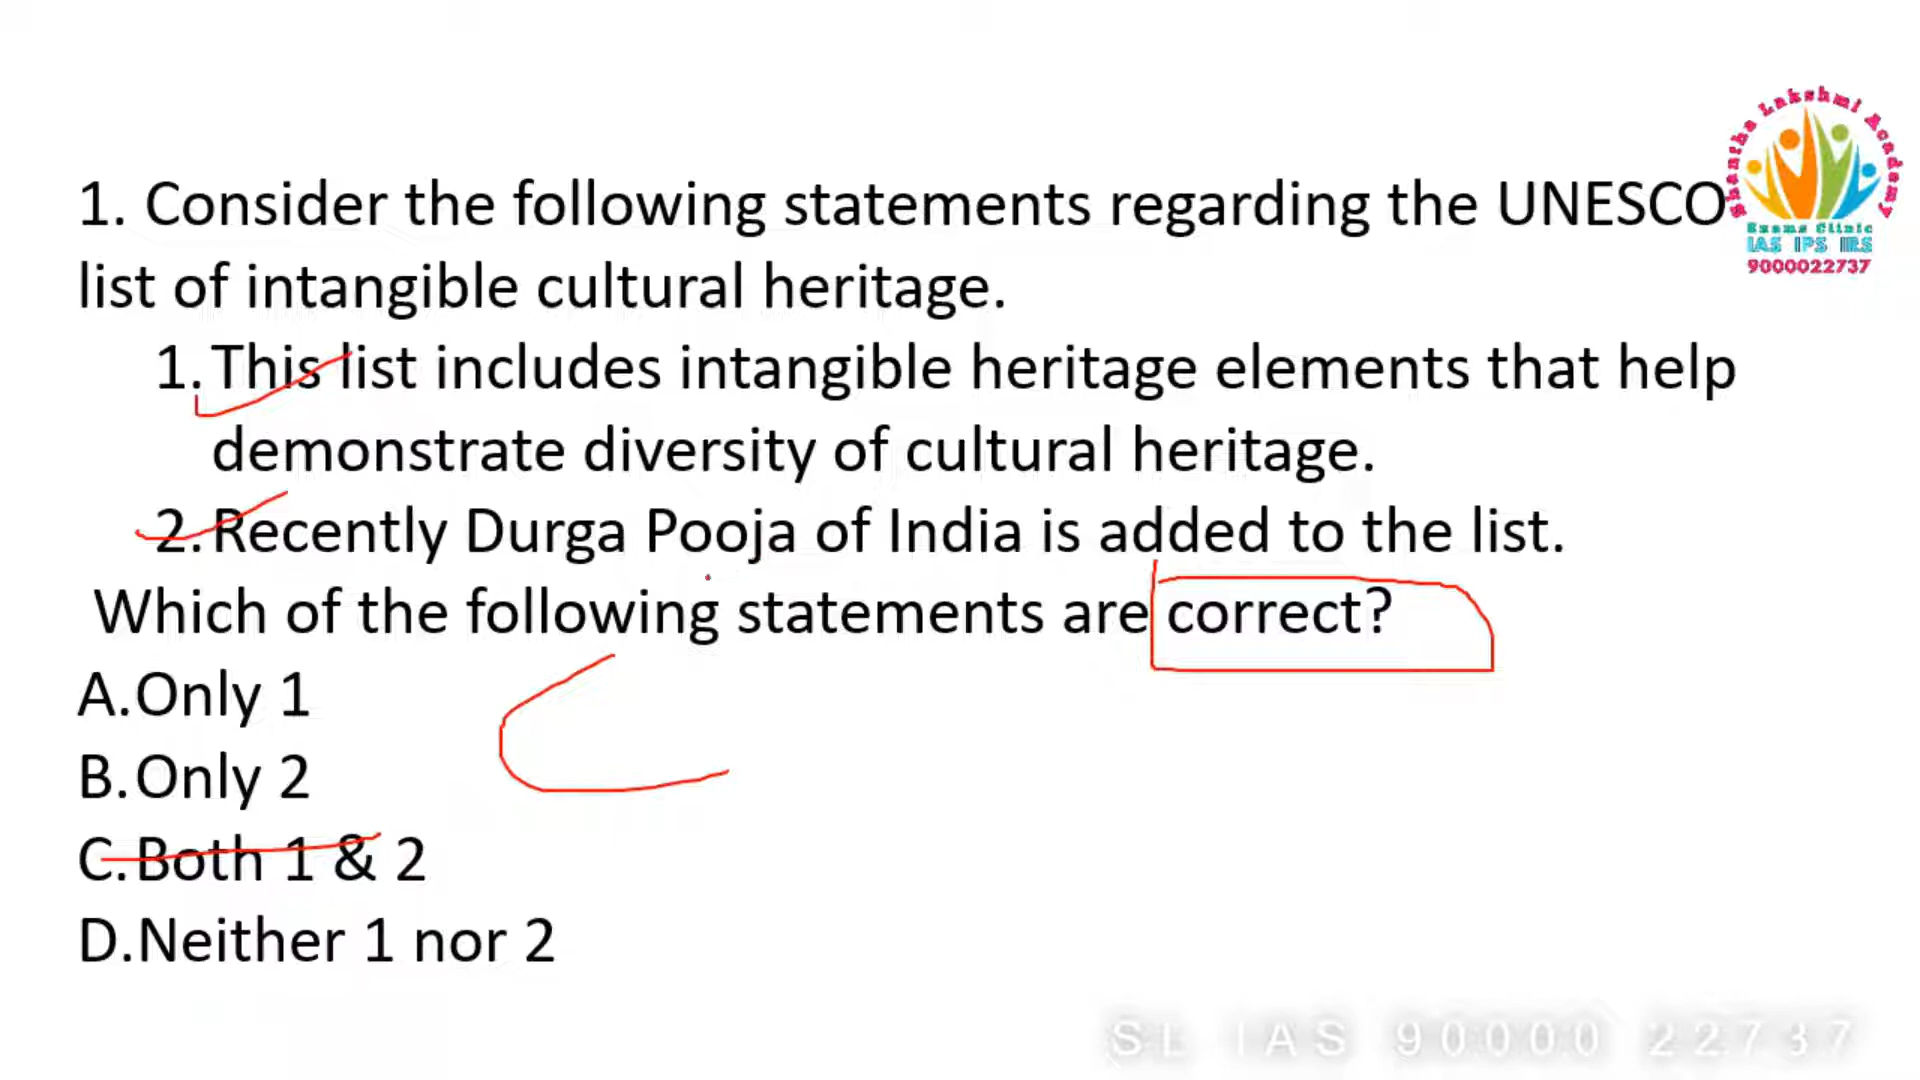 Shantha Lakshmi Academy
Exams Clinic
IAS IPS IRS
9000022737
1. Consider the following statements regarding the UNESCO
list of intangible cultural heritage.
1. This list includes intangible heritage elements that help
demonstrate diversity of cultural heritage.
2. Recently Durga Pooja of India is added to the list.
Which of the following statements are correct?
A. Only 1
B. Only 2
C. Both 1 & 2
D. Neither 1 nor 2
SL IAS 90000 22737